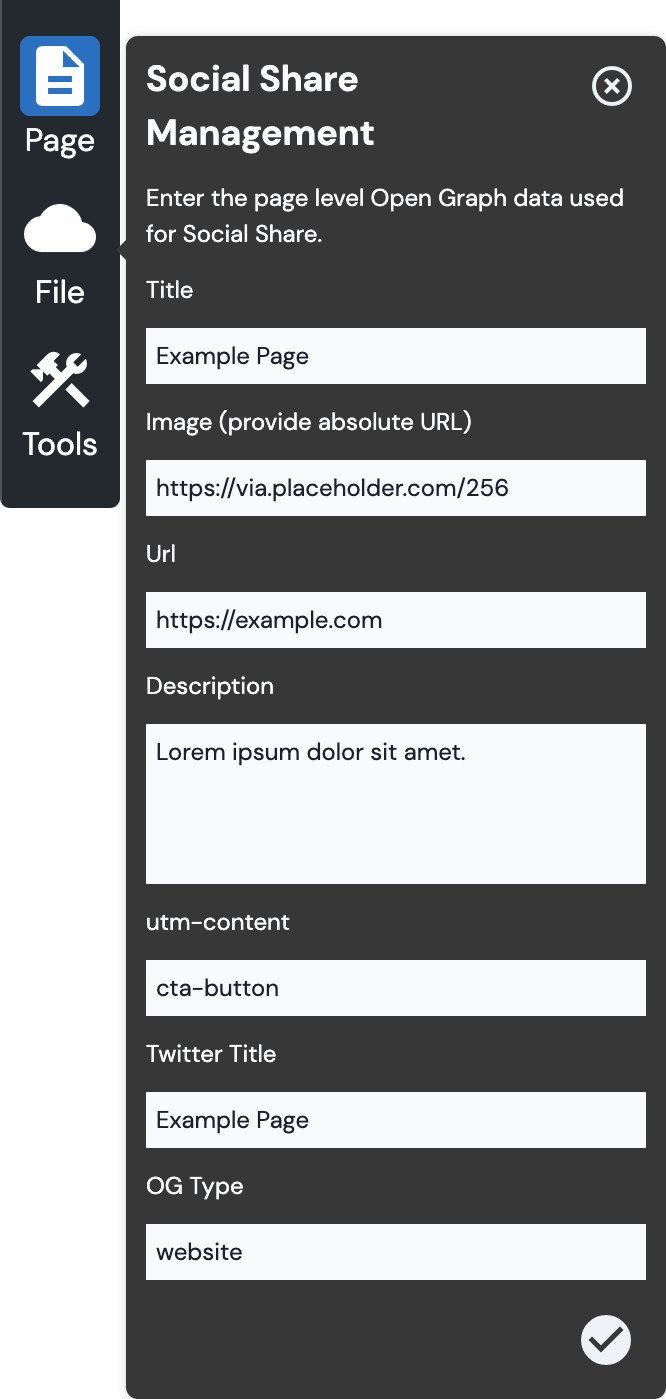 Page
File
Tools
Social Share
Management
Enter the page level Open Graph data used
for Social Share.
Title
Example Page
Image (provide absolute URL)
https://via.placeholder.com/256
Url
https://example.com
Description
Lorem ipsum dolor sit amet.
utm-content
cta-button
Twitter Title
Example Page
OG Type
website